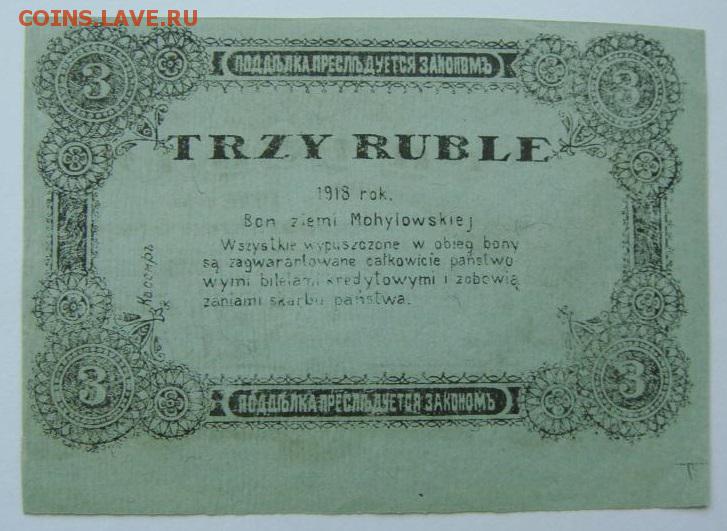 COINS.LAVE.RU
3 ПОДДѢЛКА ПРЕСЛѢДУЕТСЯ ЗАКОНОМЪ 3
TRZY RUBLE
1918 rok.
Bon ziemi Mohylowskiej
Wszystkie wypuszczone w obieg bony
są zagwarantowane całkowicie państwo
wymi biletami kredytowymi i zobowią
zaniami skarbu państwa.
Кассиръ
3 ПОДДѢЛКА ПРЕСЛѢДУЕТСЯ ЗАКОНОМЪ 3